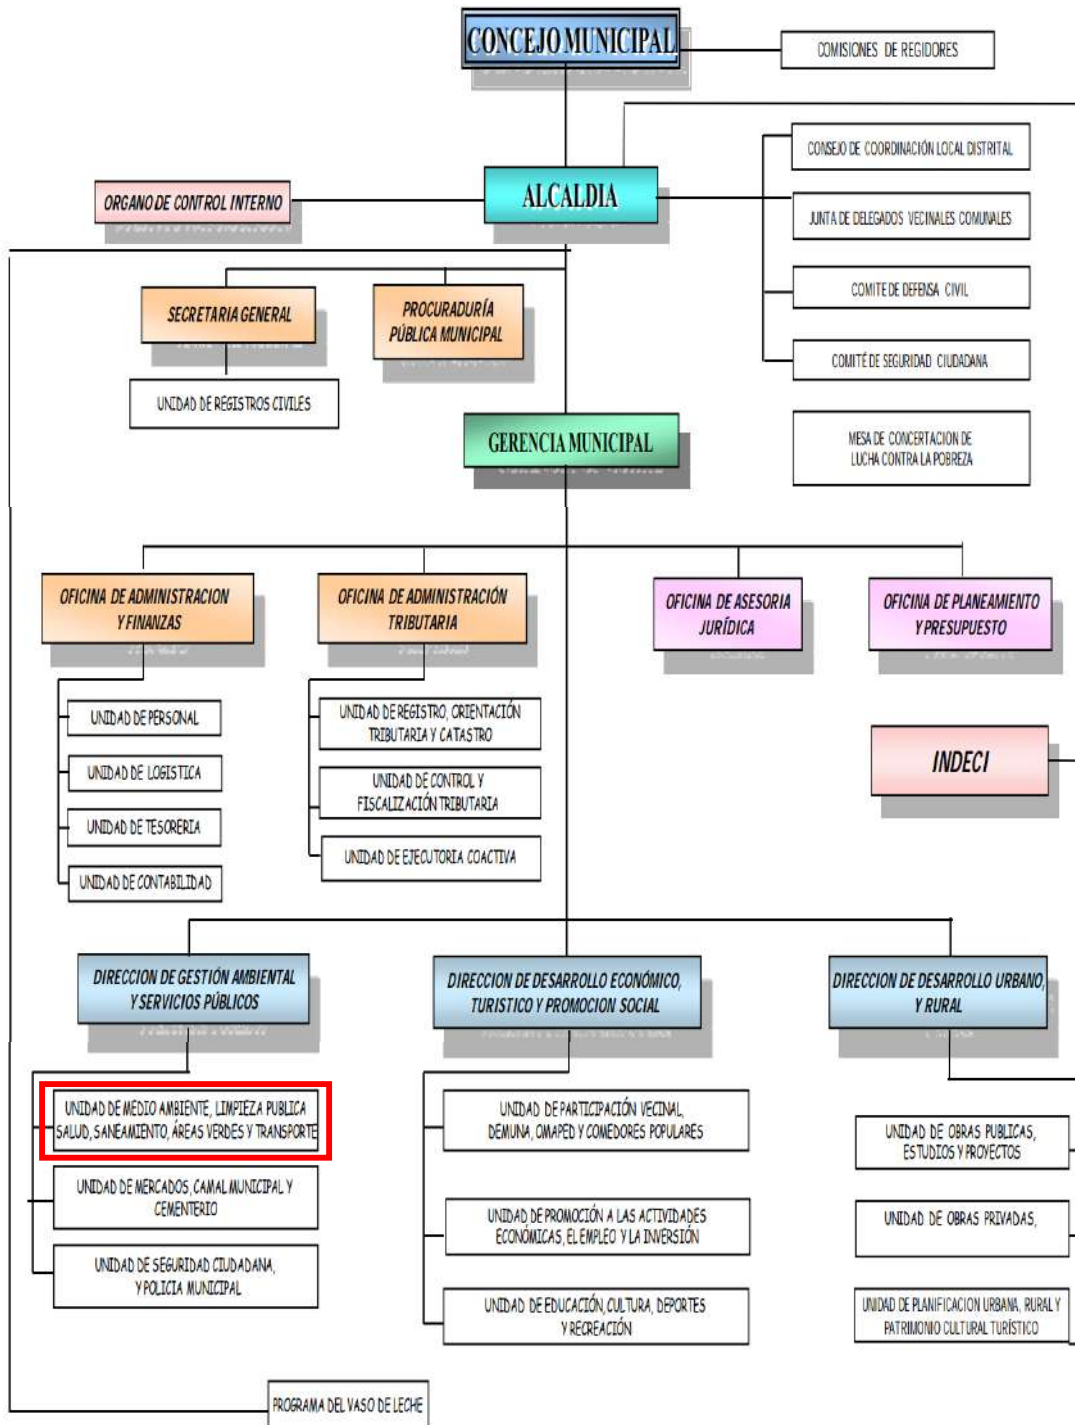 CONCEJO MUNICIPAL
COMISIONES DE REGIDORES
CONSEJO DE COORDINACIÓN LOCAL DISTRITAL
ORGANO DE CONTROL INTERNO
ALCALDIA
JUNTA DE DELEGADOS VECINALES COMUNALES
SECRETARIA GENERAL
PROCURADURÍA
PÚBLICA MUNICIPAL
COMITE DE DEFENSA CIVIL
COMITÉ DE SEGURIDAD CIUDADANA
UNIDAD DE REGISTROS CIVILES
GERENCIA MUNICIPAL
MESA DE CONCERTACION DE
LUCHA CONTRA LA POBREZA
OFICINA DE ADMINISTRACION
Y FINANZAS
OFICINA DE ADMINISTRACIÓN
TRIBUTARIA
OFICINA DE ASESORIA
JURÍDICA
OFICINA DE PLANEAMIENTO
Y PRESUPUESTO
UNIDAD DE PERSONAL
UNIDAD DE LOGISTICA
UNIDAD DE TESORERIA
UNIDAD DE CONTABILIDAD
UNIDAD DE REGISTRO, ORIENTACIÓN
TRIBUTARIA Y CATASTRO
UNIDAD DE CONTROL Y
FISCALIZACIÓN TRIBUTARIA
UNIDAD DE EJECUTORIA COACTIVA
INDECI
DIRECCION DE GESTIÓN AMBIENTAL
Y SERVICIOS PÚBLICOS
DIRECCION DE DESARROLLO ECONÓMICO,
TURISTICO Y PROMOCION SOCIAL
DIRECCION DE DESARROLLO URBANO,
Y RURAL
UNIDAD DE MEDIO AMBIENTE, LIMPIEZA PUBLICA
SALUD, SANEAMIENTO, ÁREAS VERDES Y TRANSPORTE
UNIDAD DE MERCADOS, CAMAL MUNICIPAL Y
CEMENTERIO
UNIDAD DE SEGURIDAD CIUDADANA,
Y POLICIA MUNICIPAL
UNIDAD DE PARTICIPACIÓN VECINAL,
DEMUNA, OMAPED Y COMEDORES POPULARES
UNIDAD DE PROMOCIÓN A LAS ACTIVIDADES
ECONÓMICAS, EL EMPLEO Y LA INVERSIÓN
UNIDAD DE EDUCACIÓN, CULTURA, DEPORTES
Y RECREACIÓN
UNIDAD DE OBRAS PUBLICAS,
ESTUDIOS Y PROYECTOS
UNIDAD DE OBRAS PRIVADAS,
UNIDAD DE PLANIFICACION URBANA, RURAL Y
PATRIMONIO CULTURAL TURÍSTICO
PROGRAMA DEL VASO DE LECHE